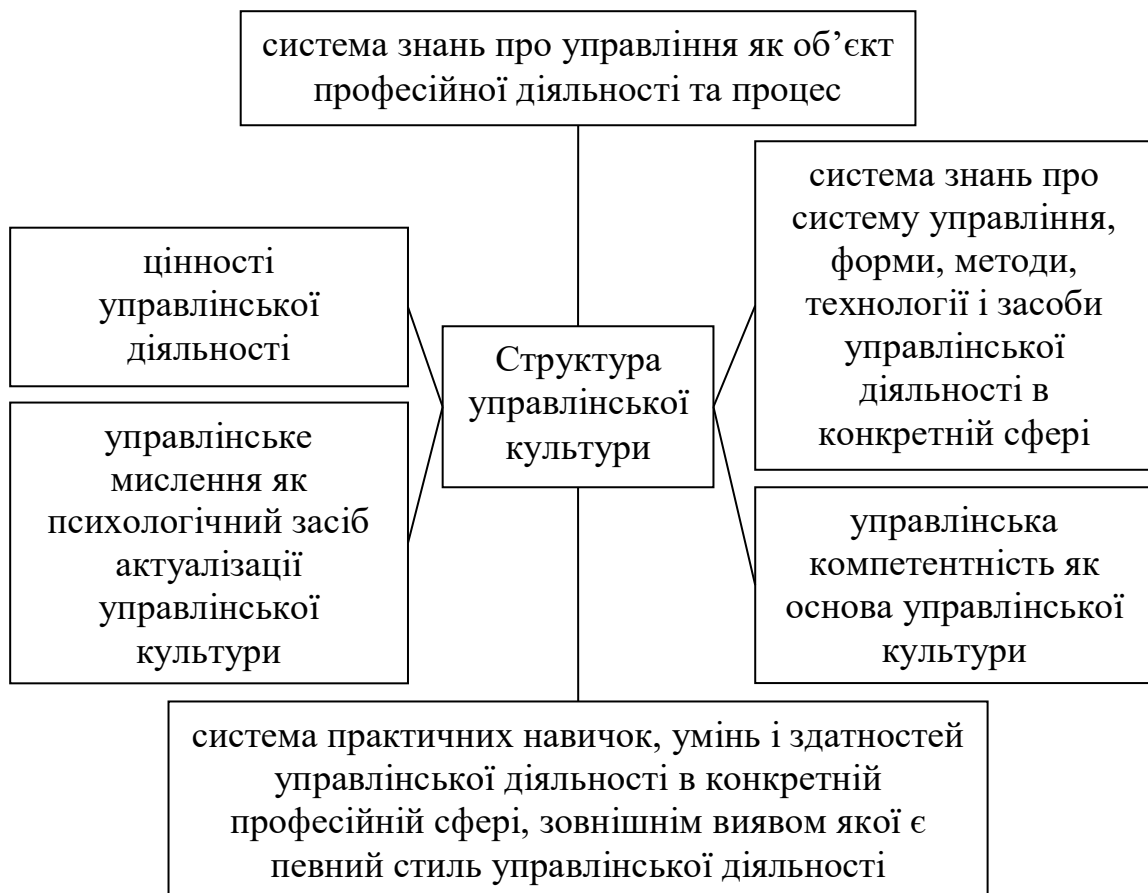 система знань про управління як об’єкт
професійної діяльності та процес
цінності
управлінської
діяльності
управлінське
мислення як
психологічний засіб
актуалізації
управлінської
культури
Структура
управлінської
культури
система знань про
систему управління,
форми, методи,
технології і засоби
управлінської
діяльності в
конкретній сфері
управлінська
компетентність як
основа управлінської
культури
система практичних навичок, умінь і здатностей
управлінської діяльності в конкретній
професійній сфері, зовнішнім виявом якої є
певний стиль управлінської діяльності